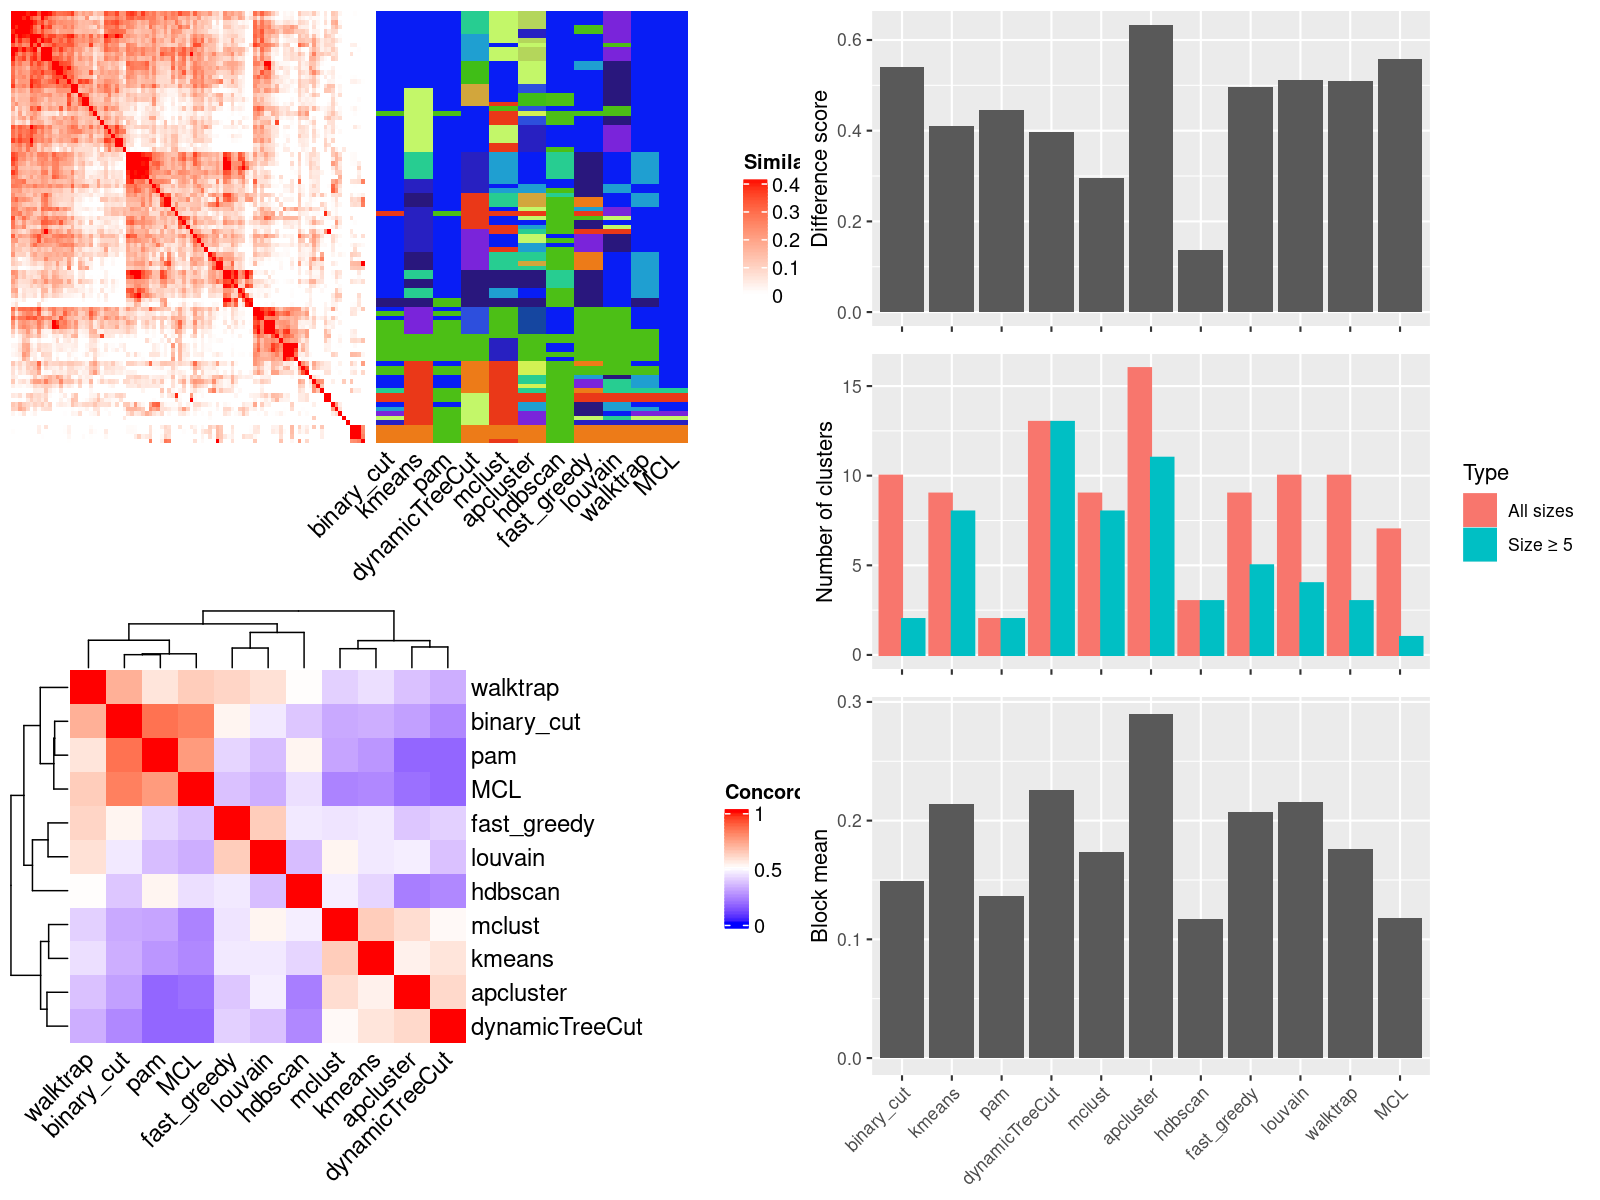 Simila
0.4
0.3
0.2
0.1
0
binary_cut
kmeans
pam
dynamicTreeCut
mclust
apcluster
hdbscan
fast_greedy
louvain
walktrap
MCL
walktrap
binary_cut
pam
MCL
fast_greedy
louvain
hdbscan
mclust
kmeans
apcluster
dynamicTreeCut
walktrap
binary_cut
pam
MCL
fast_greedy
louvain
hdbscan
mclust
kmeans
apcluster
dynamicTreeCut
Concord
1
0.5
0
Difference score
0.6
0.4
0.2
0.0
Number of clusters
15
10
5
0
Type
All sizes
Size ≥ 5
Block mean
0.3
0.2
0.1
0.0
binary_cut
kmeans
pam
dynamicTreeCut
mclust
apcluster
hdbscan
fast_greedy
louvain
walktrap
MCL